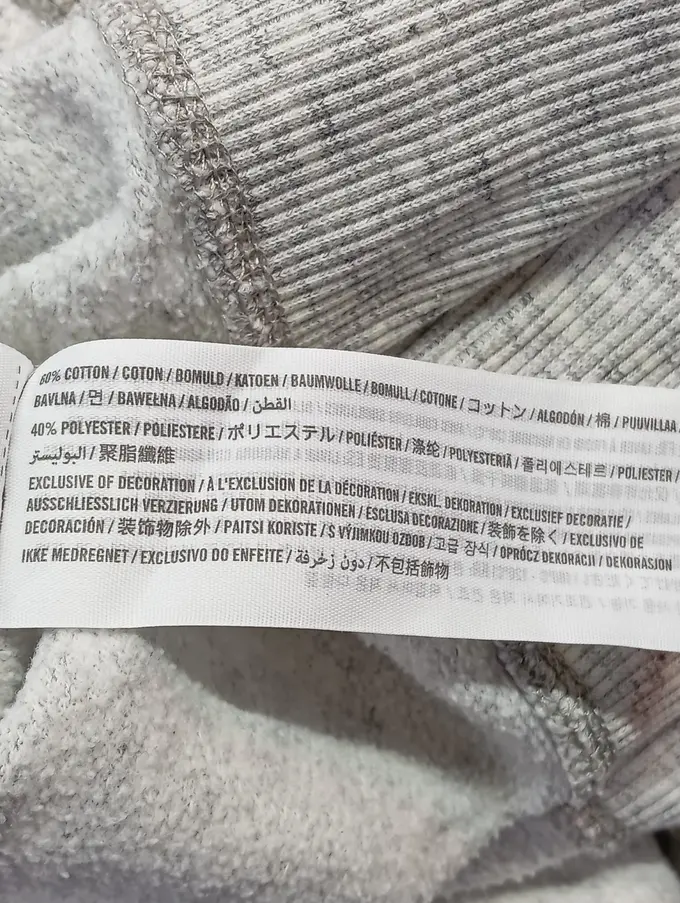 60% COTTON / COTON / BOMULD / KATOEN / BAUMWOLLE / BOMULL / COTONE / コットン / ALGODÓN / 棉 / PUUVILLA /
BAVLNA / 면 / BAWEŁNA / ALGODÃO / القطن
40% POLYESTER / POLIESTERE / ポリエステル / POLIÉSTER / 涤纶 / POLYESTERIÄ / 폴리에스테르 / POLIESTER /
البوليستر / 聚脂纖維
EXCLUSIVE OF DECORATION / À L'EXCLUSION DE LA DÉCORATION / EKSKL. DEKORATION / EXCLUSIEF DECORATIE /
AUSSCHLIESSLICH VERZIERUNG / UTOM DEKORATIONEN / ESCLUSA DECORAZIONE / 装飾を除く / EXCLUSIVO DE
DECORACIÓN / 装饰物除外 / PAITSI KORISTE / S VÝJIMKOU OZDOB / 고급 장식 / OPRÓCZ DEKORACJI / DEKORASJON
IKKE MEDREGNET / EXCLUSIVO DO ENFEITE / دون زخرفة / 不包括飾物